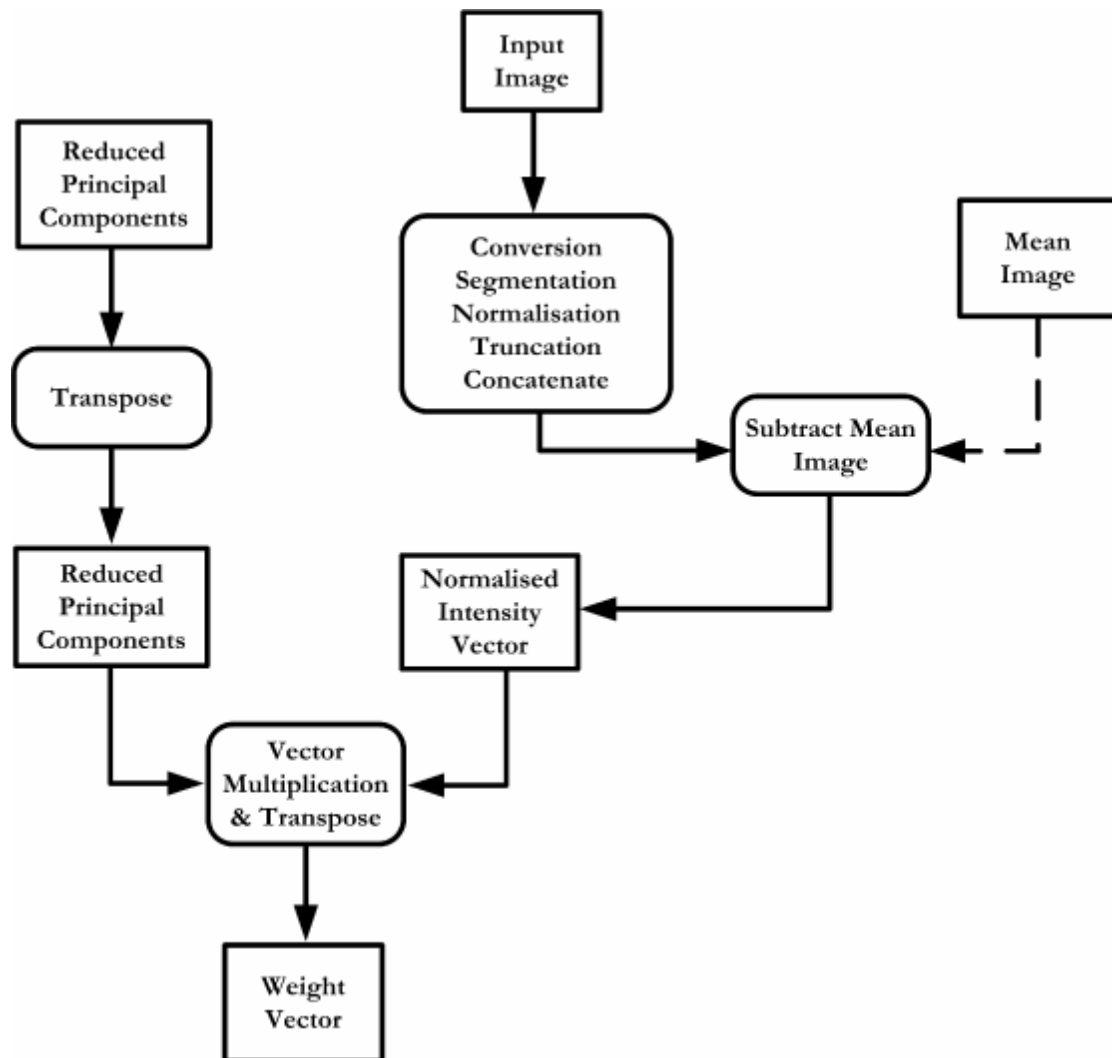 Input
Image
Reduced
Principal
Components
Conversion
Segmentation
Normalisation
Truncation
Concatenate
Mean
Image
Transpose
Subtract Mean
Image
Reduced
Principal
Components
Normalised
Intensity
Vector
Vector
Multiplication
& Transpose
Weight
Vector